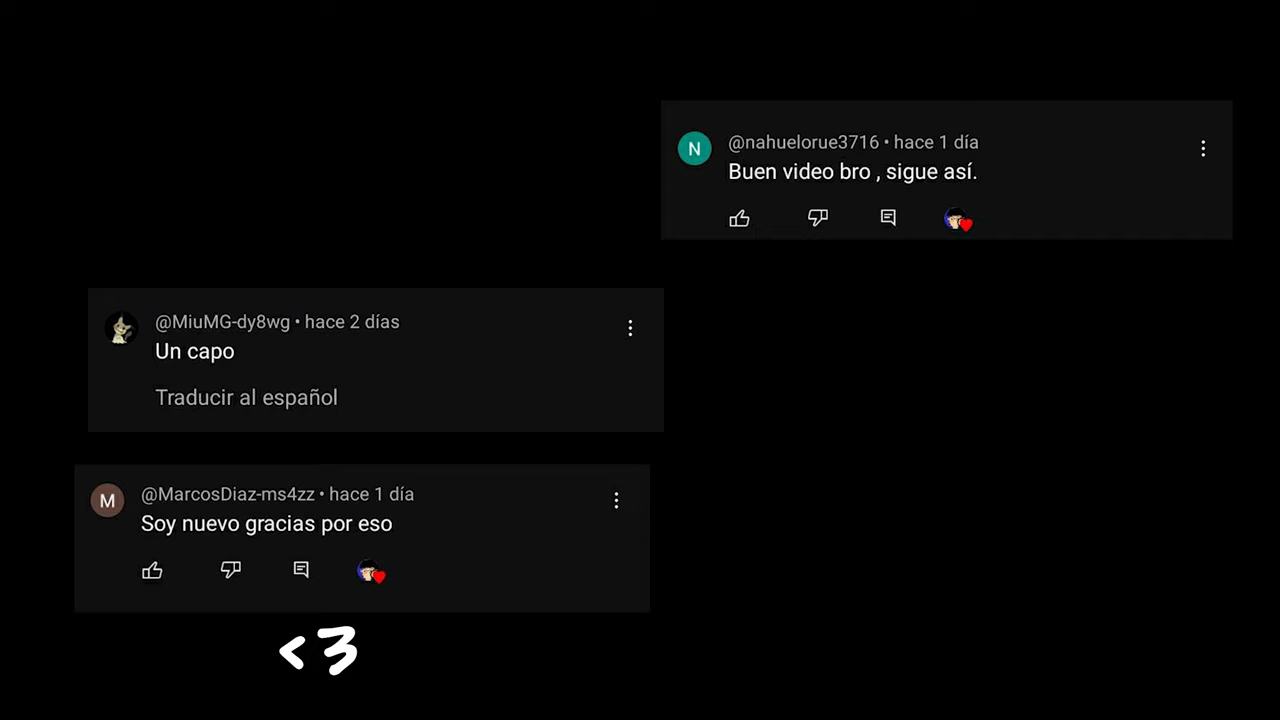 @nahuelorue3716 • hace 1 día
Buen video bro , sigue así.
@MiuMG-dy8wg • hace 2 días
Un capo
Traducir al español
@MarcosDiaz-ms4zz • hace 1 día
Soy nuevo gracias por eso
<3